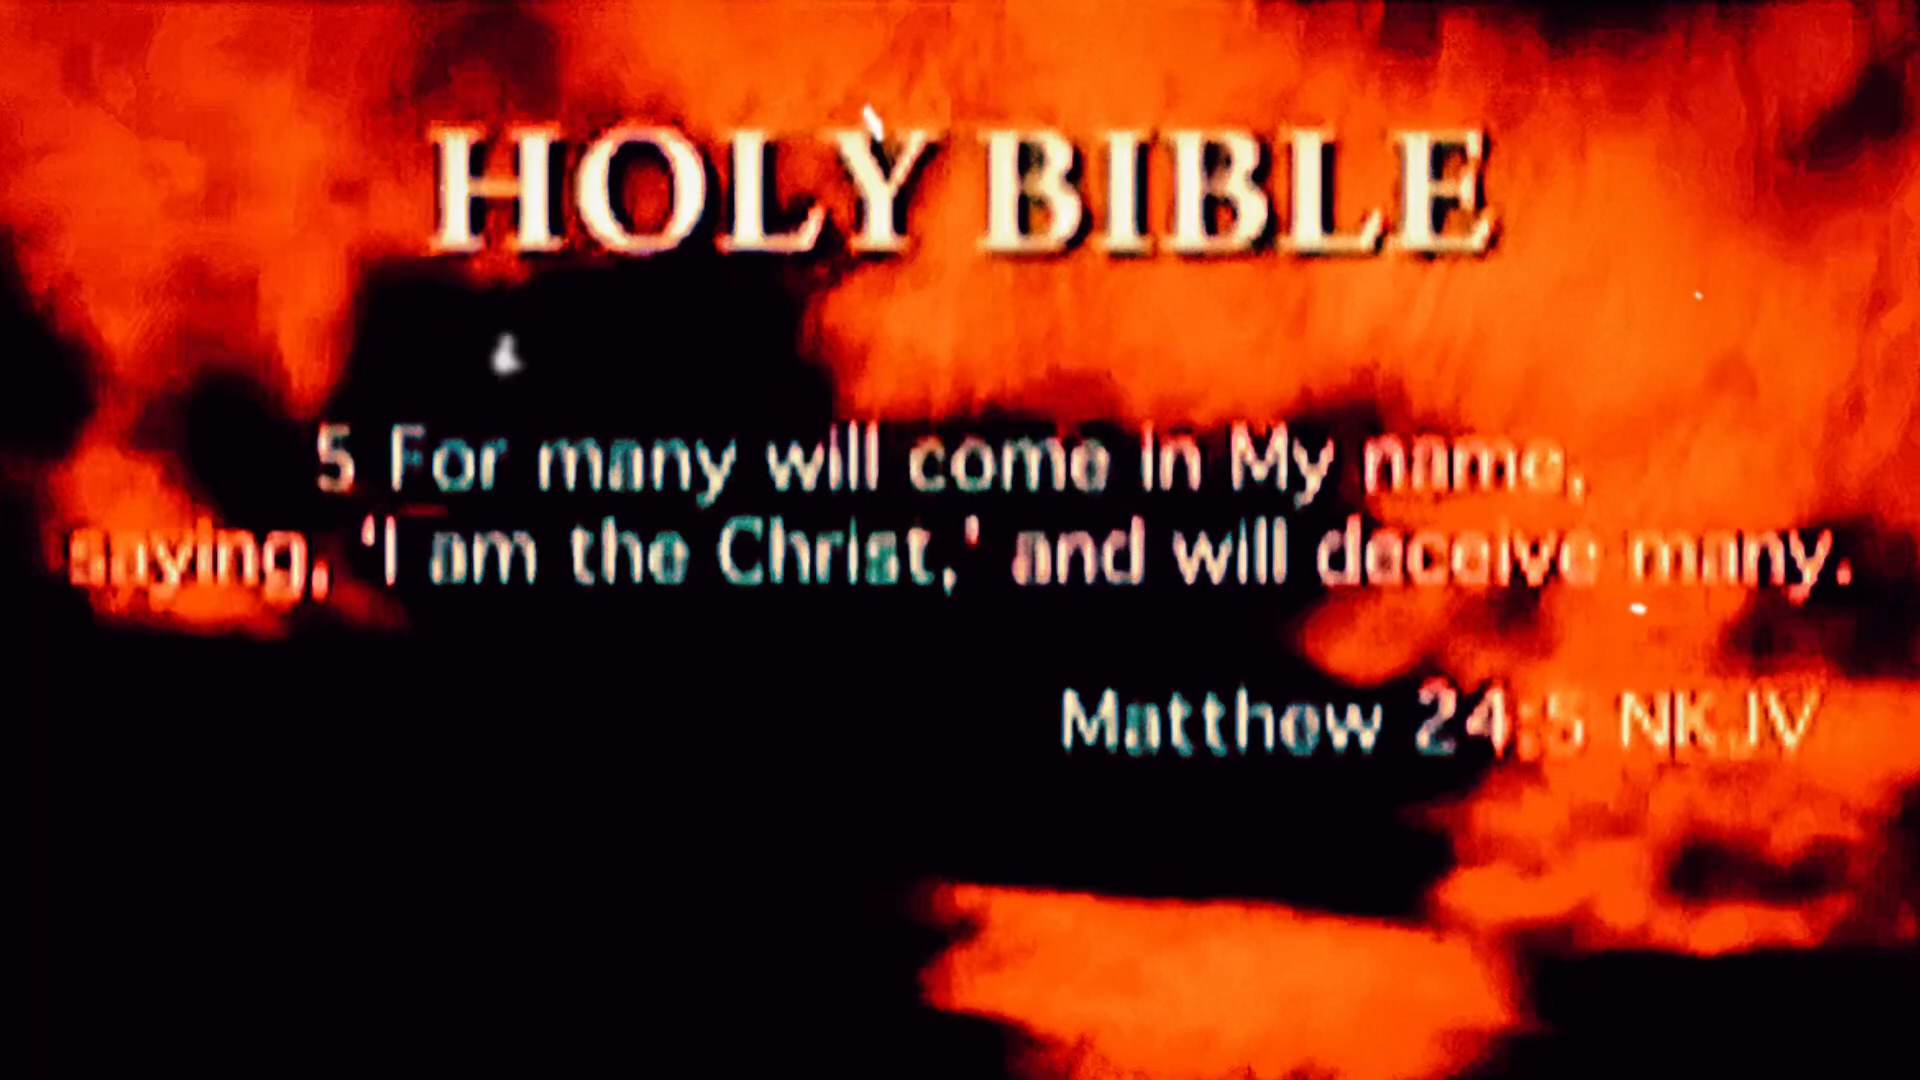 HOLY BIBLE
5 For many will come in My name,
saying, 'I am the Christ,' and will deceive many.
Matthew 24:5 NKJV